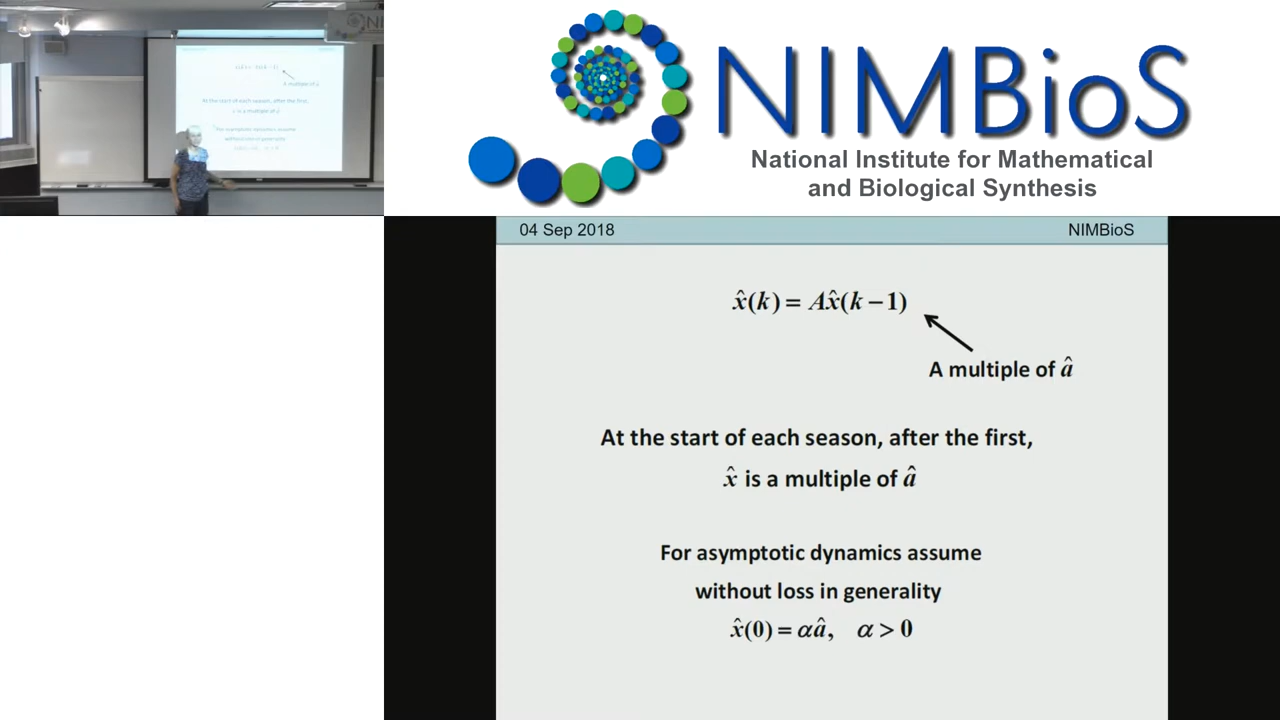 NIMBioS
National Institute for Mathematical
and Biological Synthesis
04 Sep 2018 NIMBioS
x̂(k) = Ax̂(k − 1)
A multiple of â
At the start of each season, after the first,
x̂ is a multiple of â
For asymptotic dynamics assume
without loss in generality
x̂(0) = αâ, α > 0